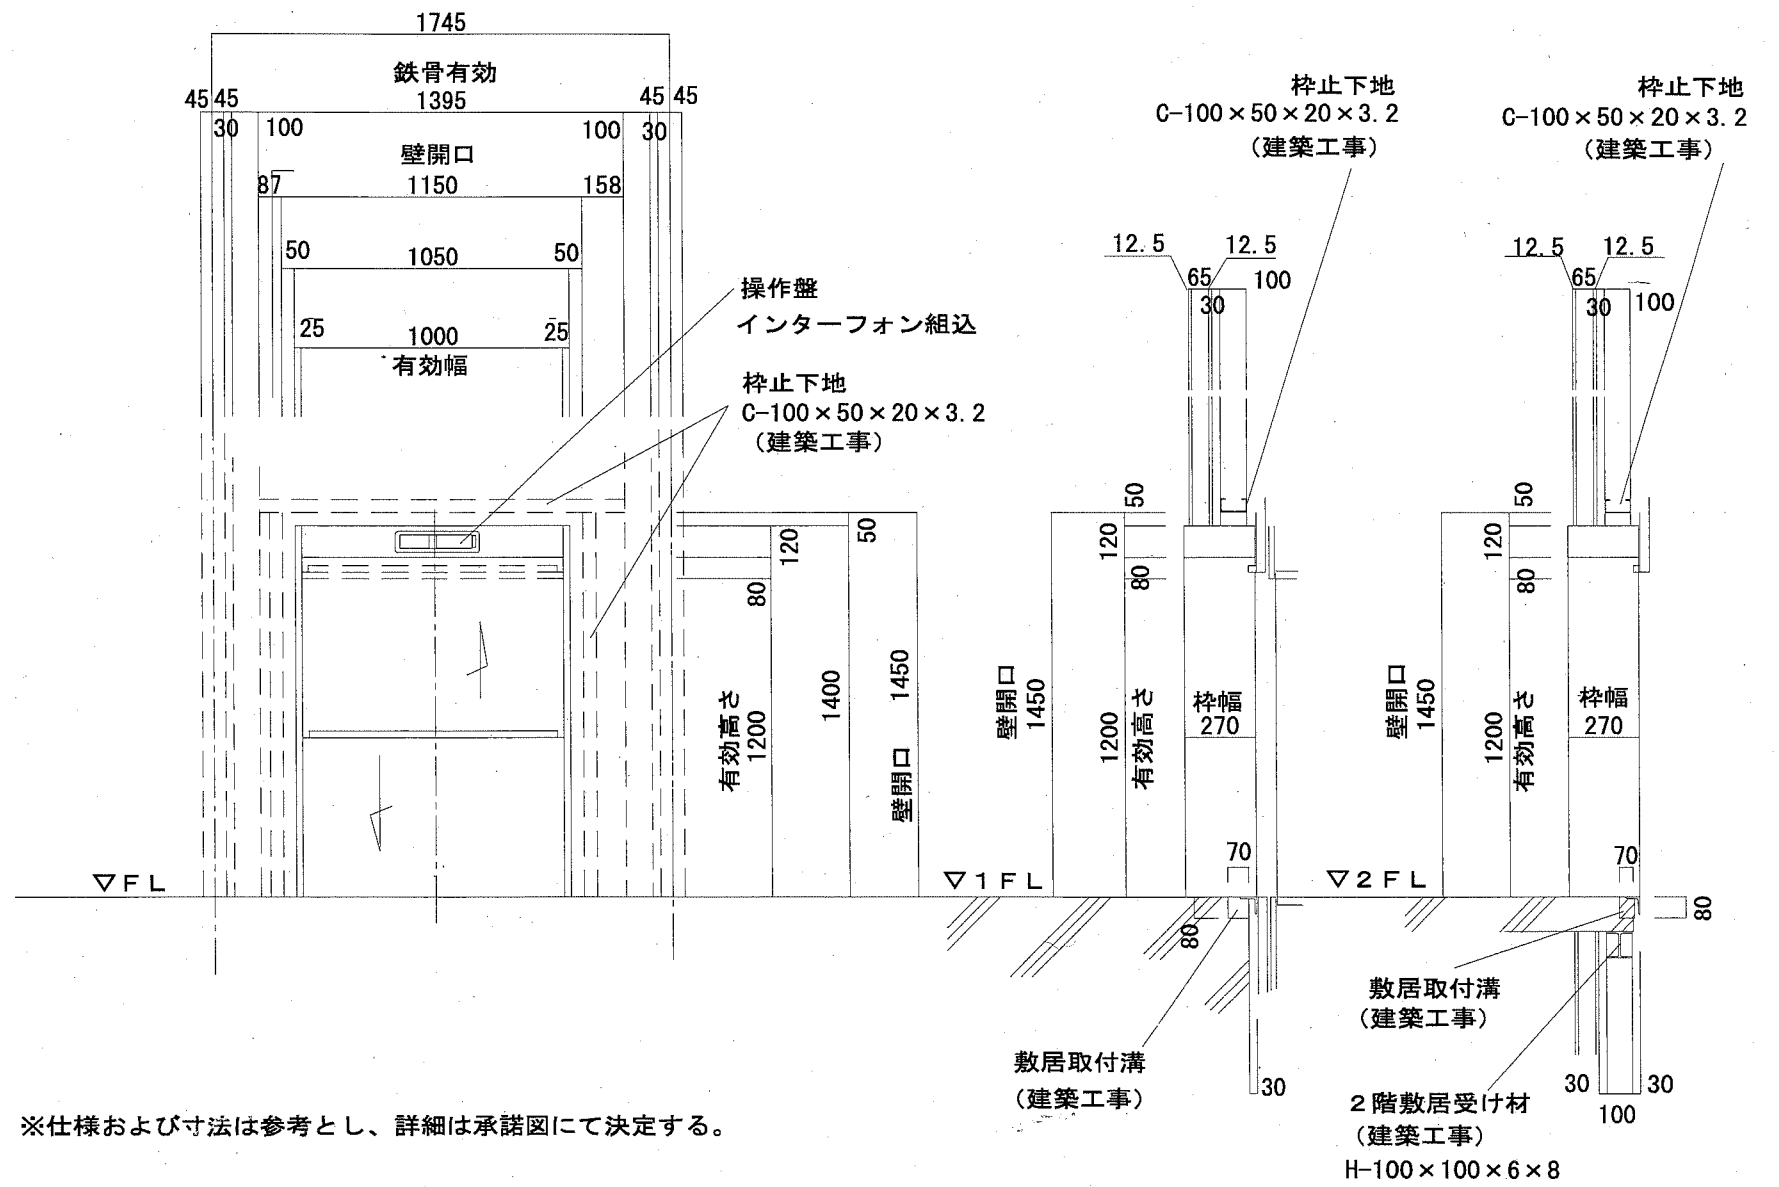 1745
鉄骨有効
45 45 1395 45 45
30 100 100 30
壁開口
87 1150 158
50 1050 50
25 1000 25
有効幅
操作盤
インターフォン組込
枠止下地
C-100×50×20×3.2
(建築工事)
120
50
80
有効高さ
1200
1400
1450
壁開口
▽FL
枠止下地
C-100×50×20×3.2
(建築工事)
12.5 12.5
65
30
100
50
120
80
壁開口
1450
1200
有効高さ
枠幅
270
70
▽1FL
80
敷居取付溝
(建築工事)
30
枠止下地
C-100×50×20×3.2
(建築工事)
12.5 12.5
65
30
100
50
120
80
壁開口
1450
1200
有効高さ
枠幅
270
70
▽2FL
80
敷居取付溝
(建築工事)
30 30
100
2階敷居受け材
(建築工事)
H-100×100×6×8
※仕様および寸法は参考とし、詳細は承諾図にて決定する。